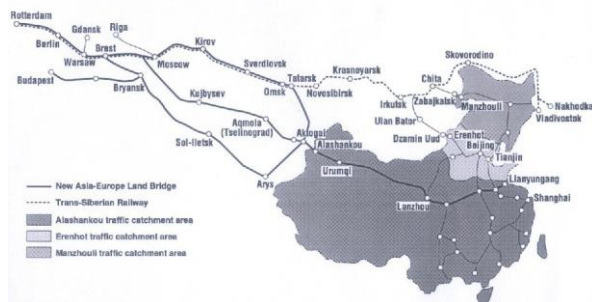 Rotterdam
Berlin
Gdansk
Riga
Warsaw
Brest
Moscow
Kirov
Sverdlovsk
Tatarsk
Omsk
Novosibirsk
Krasnoyarsk
Irkutsk
Chita
Skovorodino
Zabajkalsk
Manzhouli
Nakhodka
Vladivostok
Budapest
Bryansk
Kujbysev
Aqmola
(Tselinograd)
Sol-Iletsk
Arys
Aktogai
Alashankou
Urumqi
Ulan Bator
Dzamin Uud
Erenhot
Beijing
Tianjin
Lianyungang
Lanzhou
Shanghai
New Asia-Europe Land Bridge
Trans-Siberian Railway
Alashankou traffic catchment area
Erenhot traffic catchment area
Manzhouli traffic catchment area